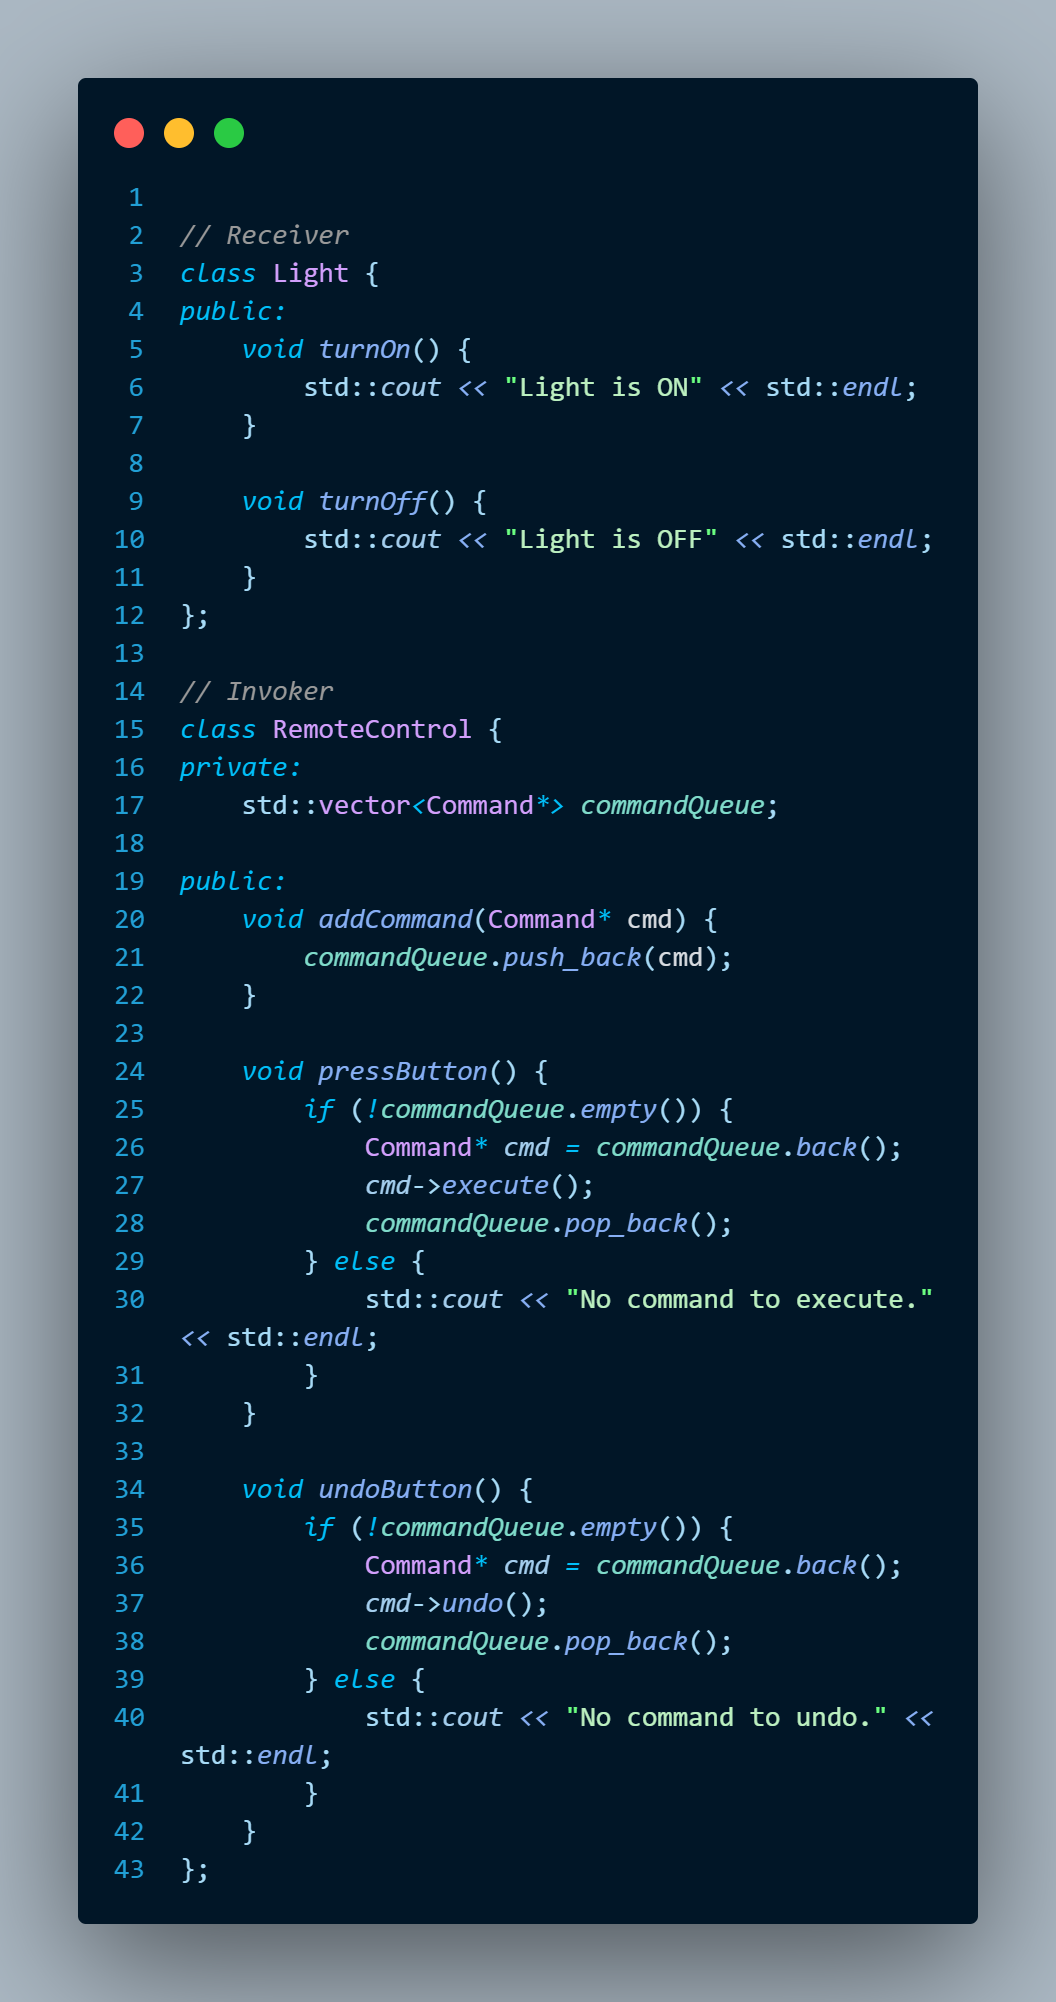 1
2 // Receiver
3 class Light {
4 public:
5     void turnOn() {
6         std::cout << "Light is ON" << std::endl;
7     }
8
9     void turnOff() {
10         std::cout << "Light is OFF" << std::endl;
11     }
12 };
13
14 // Invoker
15 class RemoteControl {
16 private:
17     std::vector<Command*> commandQueue;
18
19 public:
20     void addCommand(Command* cmd) {
21         commandQueue.push_back(cmd);
22     }
23
24     void pressButton() {
25         if (!commandQueue.empty()) {
26             Command* cmd = commandQueue.back();
27             cmd->execute();
28             commandQueue.pop_back();
29         } else {
30             std::cout << "No command to execute."
<< std::endl;
31         }
32     }
33
34     void undoButton() {
35         if (!commandQueue.empty()) {
36             Command* cmd = commandQueue.back();
37             cmd->undo();
38             commandQueue.pop_back();
39         } else {
40             std::cout << "No command to undo." <<
std::endl;
41         }
42     }
43 };